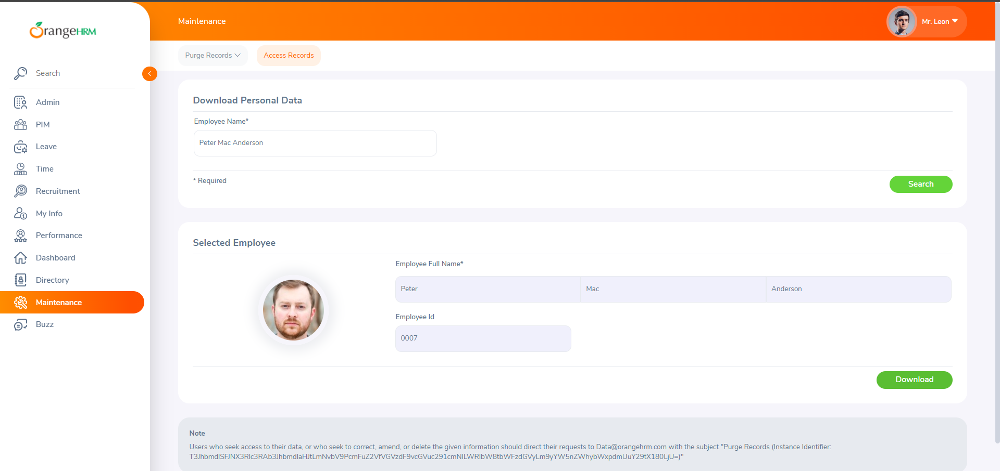 OrangeHRM
Maintenance
Mr. Leon
Purge Records
Access Records
Search
Admin
PIM
Leave
Time
Recruitment
My Info
Performance
Dashboard
Directory
Maintenance
Buzz
Download Personal Data
Employee Name*
Peter Mac Anderson
* Required
Search
Selected Employee
Employee Full Name*
Peter
Mac
Anderson
Employee Id
0007
Download
Note
Users who seek access to their data, or who seek to correct, amend, or delete the given information should direct their requests to Data@orangehrm.com with the subject "Purge Records (Instance Identifier: